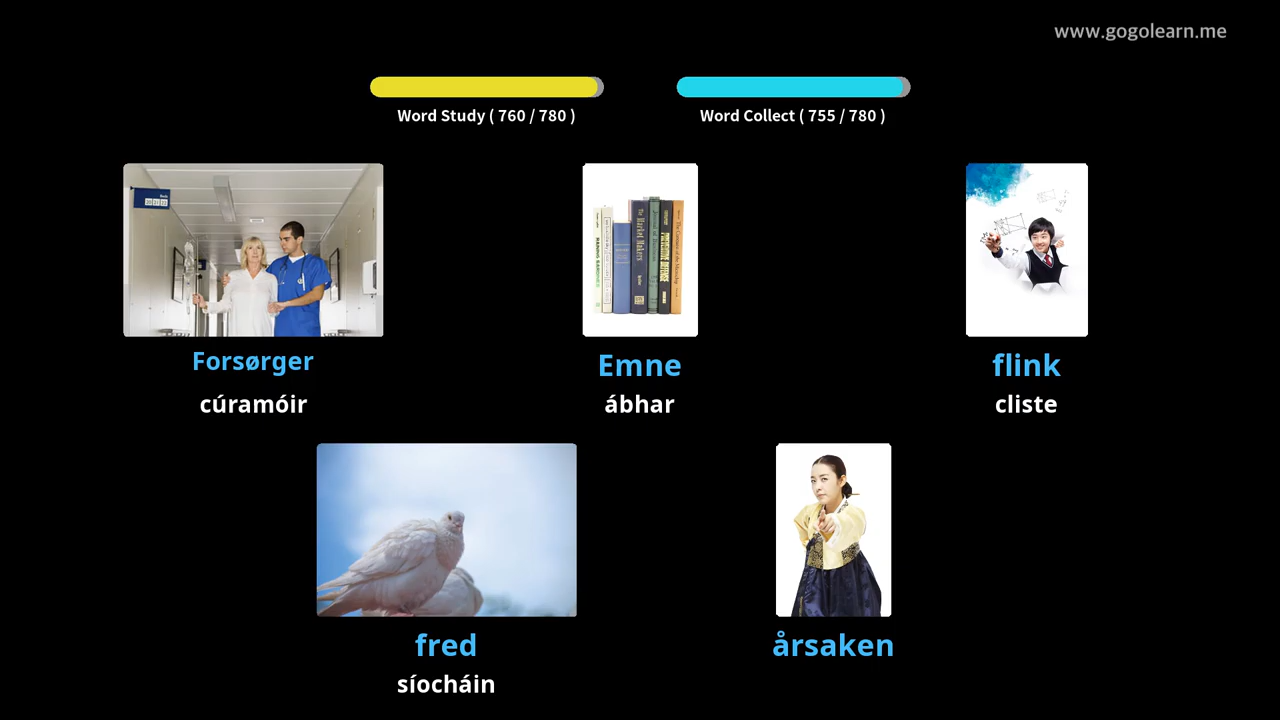 www.gogolearn.me
Word Study ( 760 / 780 )
Word Collect ( 755 / 780 )
Forsørger
cúramóir
Emne
ábhar
flink
cliste
fred
síocháin
årsaken